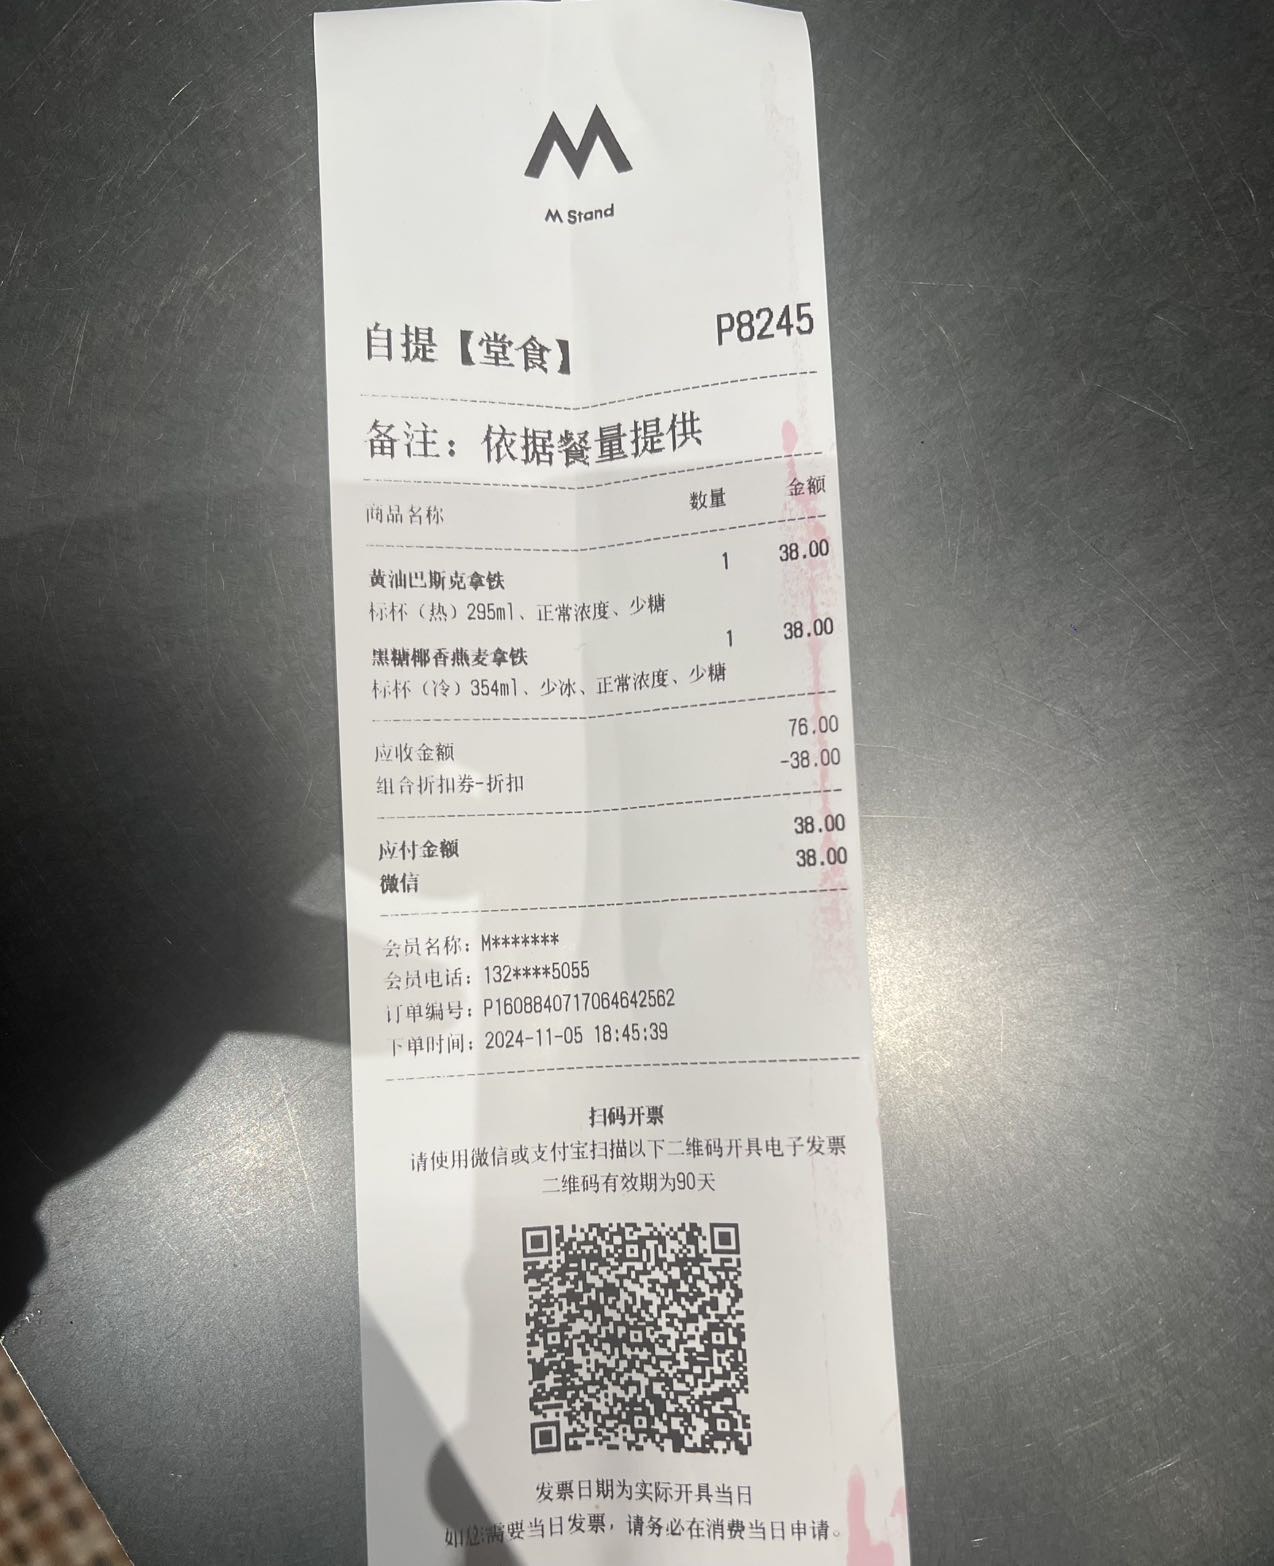 M Stand
自提【堂食】 P8245
备注：依据餐量提供
商品名称 数量 金额
黄油巴斯克拿铁 1 38.00
标杯（热）295ml、正常浓度、少糖
黑糖椰香燕麦拿铁 1 38.00
标杯（冷）354ml、少冰、正常浓度、少糖
应收金额 76.00
组合折扣券-折扣 -38.00
应付金额 38.00
微信 38.00
会员名称：M*******
会员电话：132****5055
订单编号：P1608840717064642562
下单时间：2024-11-05 18:45:39
扫码开票
请使用微信或支付宝扫描以下二维码开具电子发票
二维码有效期为90天
发票日期为实际开具当日
如您需要当日发票，请务必在消费当日申请。